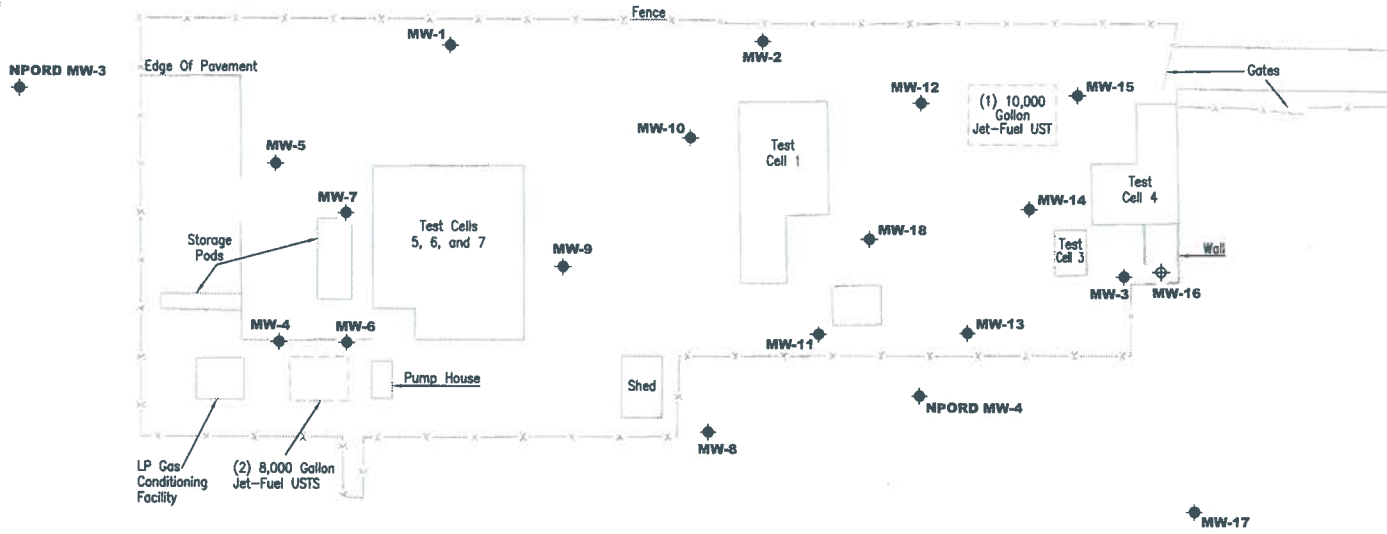 Fence
MW-1
MW-2
NPORD MW-3
Edge Of Pavement
Gates
MW-12
(1) 10,000
Gollon
Jet-Fuel UST
MW-15
MW-10
Test
Cell 1
MW-5
MW-7
Test
Cell 4
MW-14
Test Cells
5, 6, and 7
Storage
Pods
MW-9
MW-18
Test
Cell 3
Wall
MW-3
MW-16
MW-4
MW-6
MW-11
MW-13
Pump House
Shed
NPORD MW-4
MW-8
LP Gas
Conditioning
Facility
(2) 8,000 Gallon
Jet-Fuel USTS
MW-17